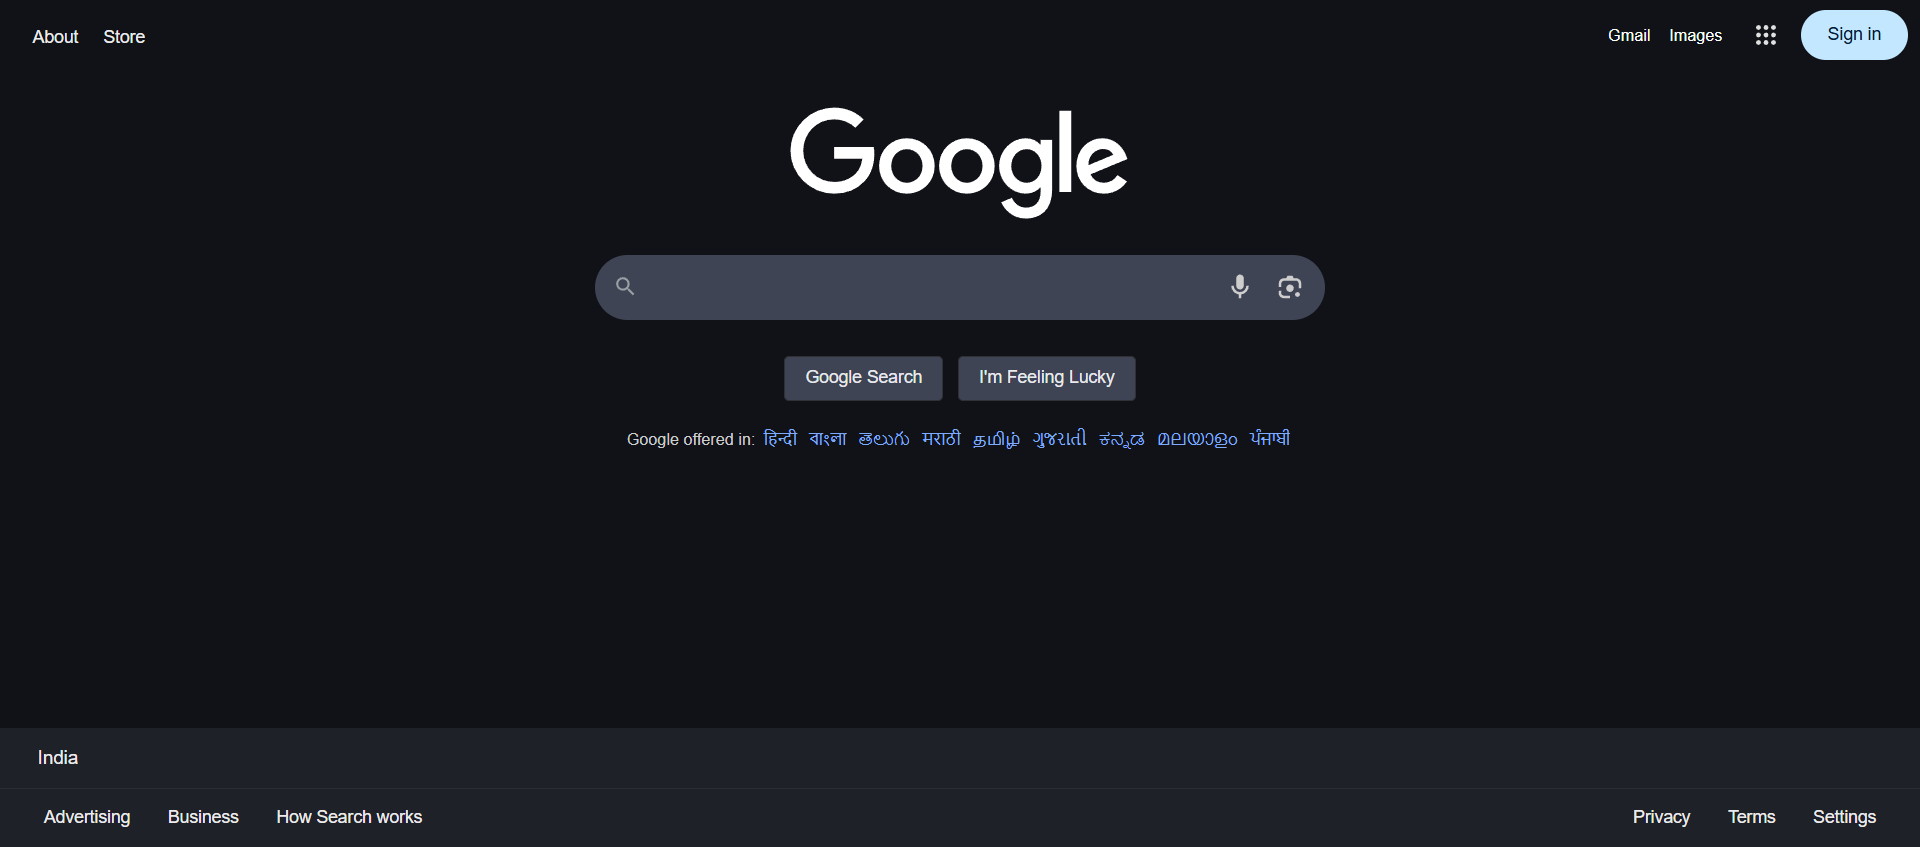 About Store
Gmail Images Sign in
Google
Google Search I'm Feeling Lucky
Google offered in: हिन्दी বাংলা తెలుగు मराठी தமிழ் ગુજરાતી ಕನ್ನಡ മലയാളം ਪੰਜਾਬੀ
India
Advertising Business How Search works
Privacy Terms Settings